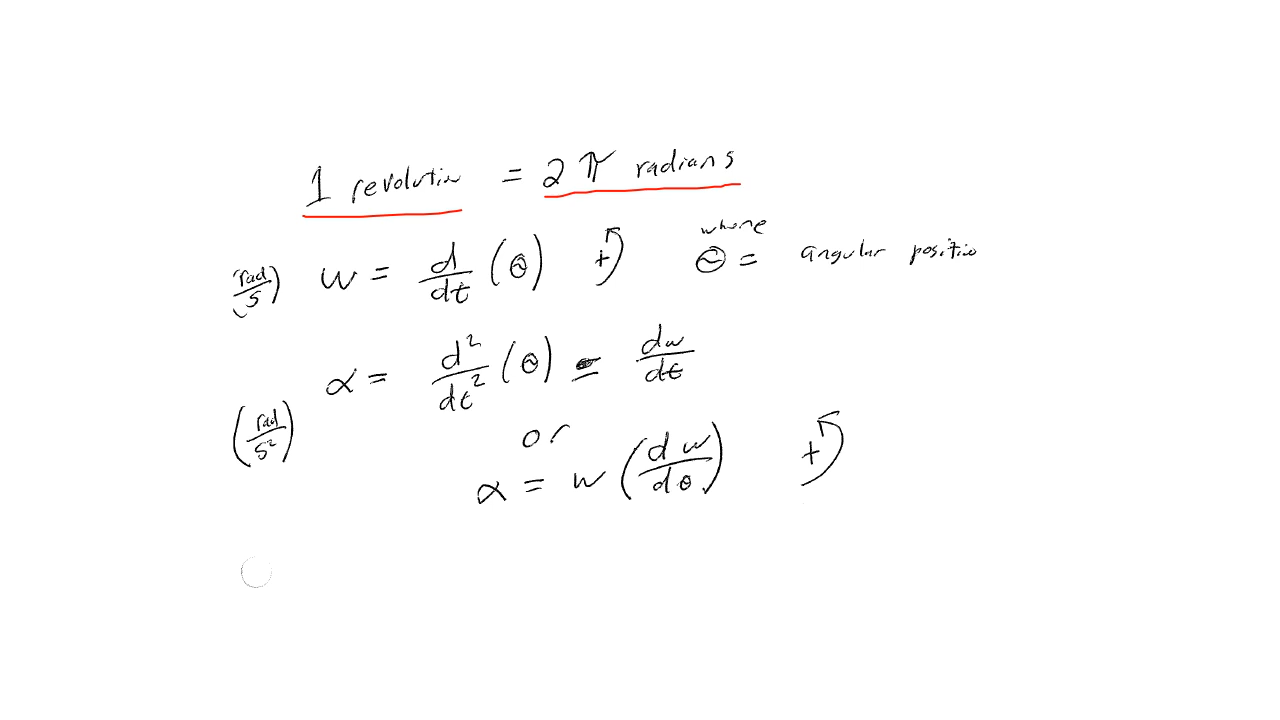 1 revolution = 2π radians
(rad/s) ω = d/dt (θ) + where θ = angular position
α = d²/dt² (θ) = dω/dt
(rad/s²)
or
α = ω (dω/dθ) +